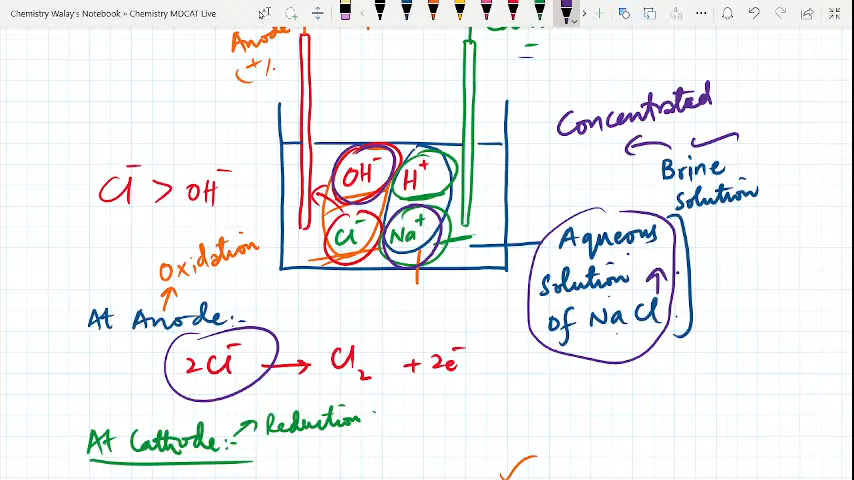 Chemistry Walay's Notebook » Chemistry MDCAT Live
Anode
(+)
Concentrated
Brine
solution
OH⁻ H⁺
Cl⁻ > OH⁻
Cl⁻ Na⁺
Aqueous
solution
of NaCl
Oxidation
At Anode:-
2Cl⁻ → Cl₂ + 2e⁻
At Cathode:- Reduction